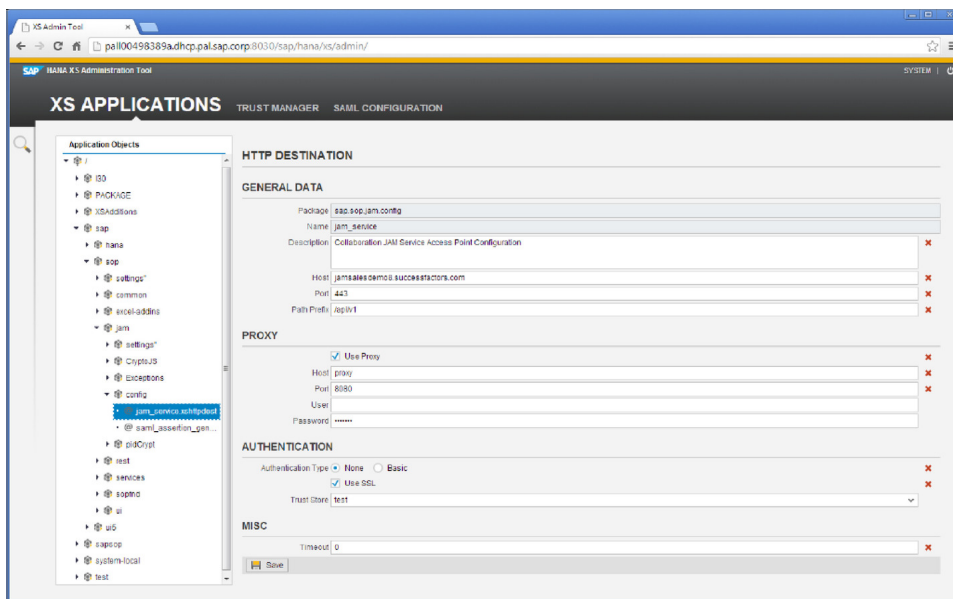 XS Admin Tool
pall00498389a.dhcp.pal.sap.corp:8030/sap/hana/xs/admin/
SAP HANA XS Administration Tool
SYSTEM
XS APPLICATIONS TRUST MANAGER SAML CONFIGURATION
Application Objects
/
I30
PACKAGE
XSAdditions
sap
hana
sop
settings*
common
excel-addins
jam
settings*
CryptoJS
Exceptions
config
jam_service.xshttpdest
saml_assertion_gen...
pidCrypt
rest
services
ui
ui5
sapsop
system-local
test
HTTP DESTINATION
GENERAL DATA
Package sap.sop.jam.config
Name jam_service
Description Collaboration JAM Service Access Point Configuration
Host jamsalesdemo8.successfactors.com
Port 443
Path Prefix /api/v1
PROXY
Use Proxy
Host proxy
Port 8080
User
Password •••••••
AUTHENTICATION
Authentication Type None Basic
Use SSL
Trust Store test
MISC
Timeout 0
Save